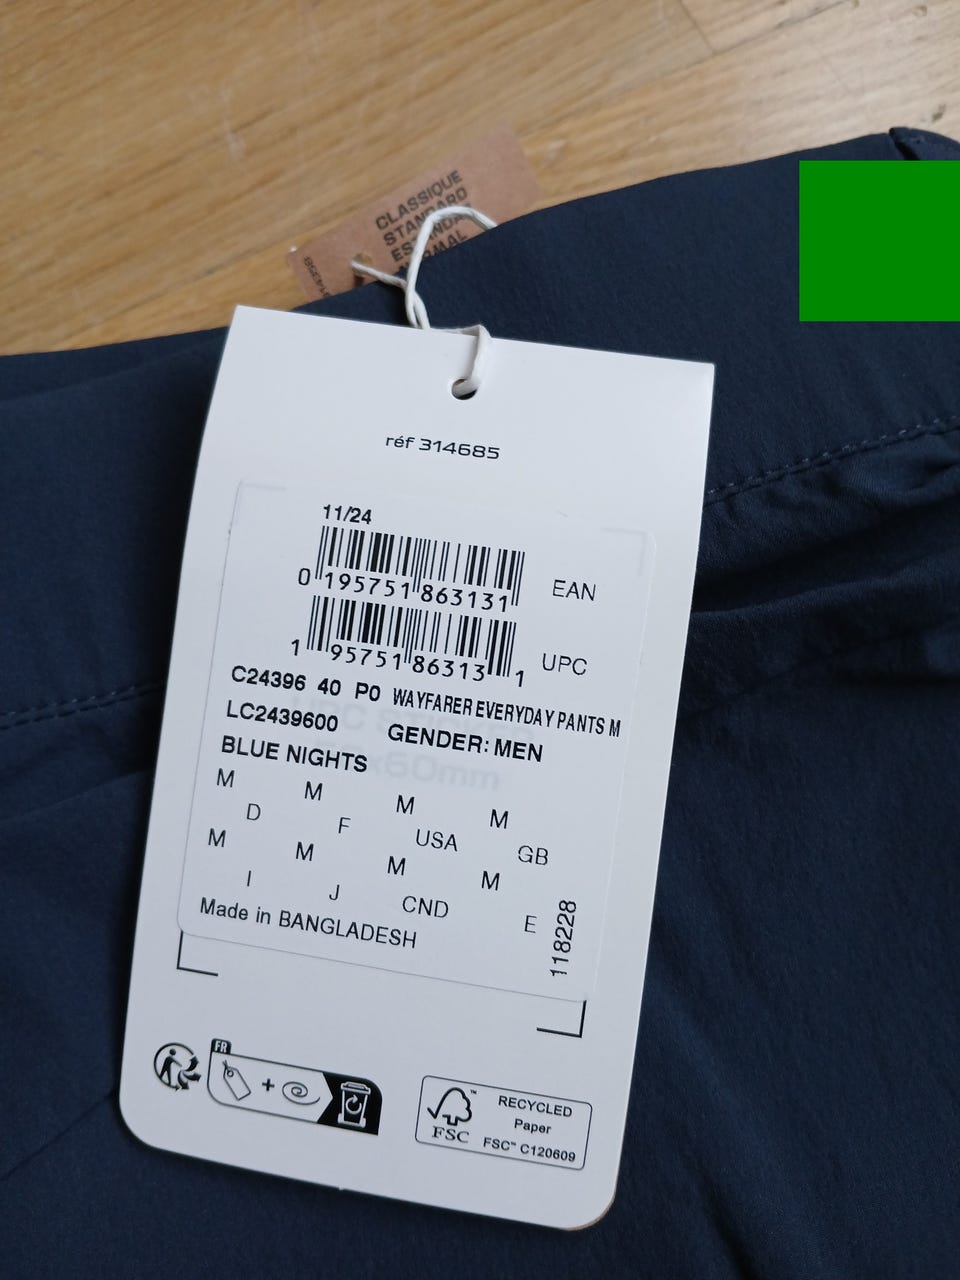 CLASSIQUE
STANDARD
réf 314685
11/24
0 195751 863131
EAN
1 95751 86313 1
UPC
C24396 40 P0 WAYFARER EVERYDAY PANTS M
LC2439600 GENDER: MEN
BLUE NIGHTS
M M M M
D F USA GB
M M M M
I J CND E
Made in BANGLADESH
118228
FR
+
FSC™
RECYCLED
Paper
FSC™ C120609